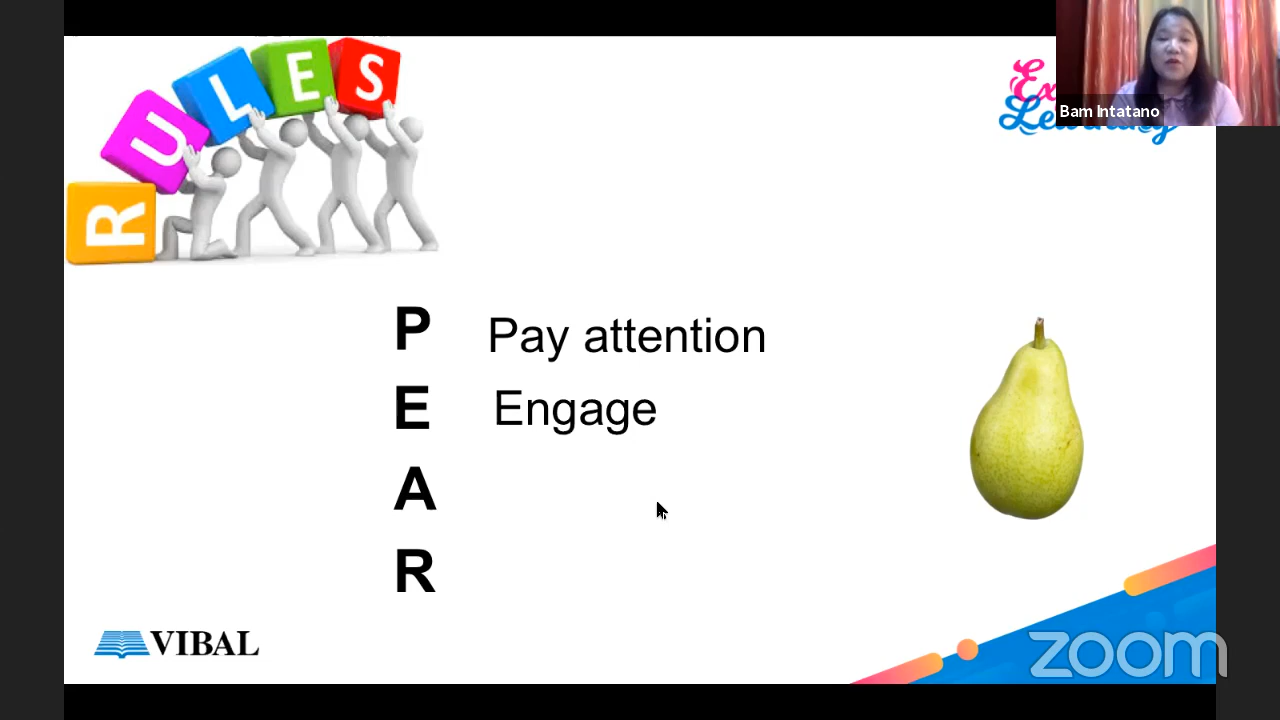 RULES
Bam Intatano
P Pay attention
E Engage
A
R
VIBAL
zoom